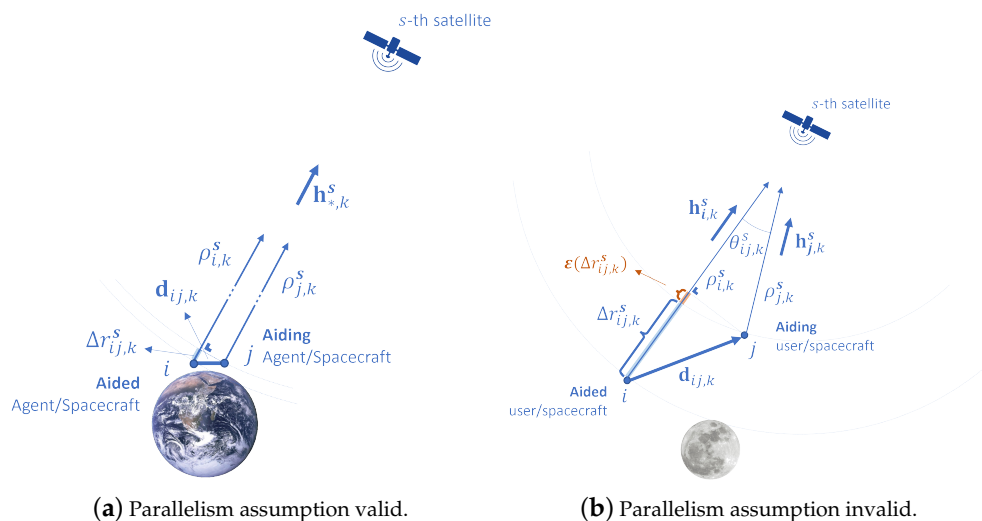 s-th satellite
h^s_{*,k}
ρ^s_{i,k}
ρ^s_{j,k}
d_{ij,k}
Δr^s_{ij,k}
i
j
Aiding
Agent/Spacecraft
Aided
Agent/Spacecraft
(a) Parallelism assumption valid.
s-th satellite
h^s_{i,k}
θ^s_{ij,k}
h^s_{j,k}
ε(Δr^s_{ij,k})
ρ^s_{i,k}
ρ^s_{j,k}
Δr^s_{ij,k}
Aiding
user/spacecraft
j
d_{ij,k}
Aided
user/spacecraft
i
(b) Parallelism assumption invalid.